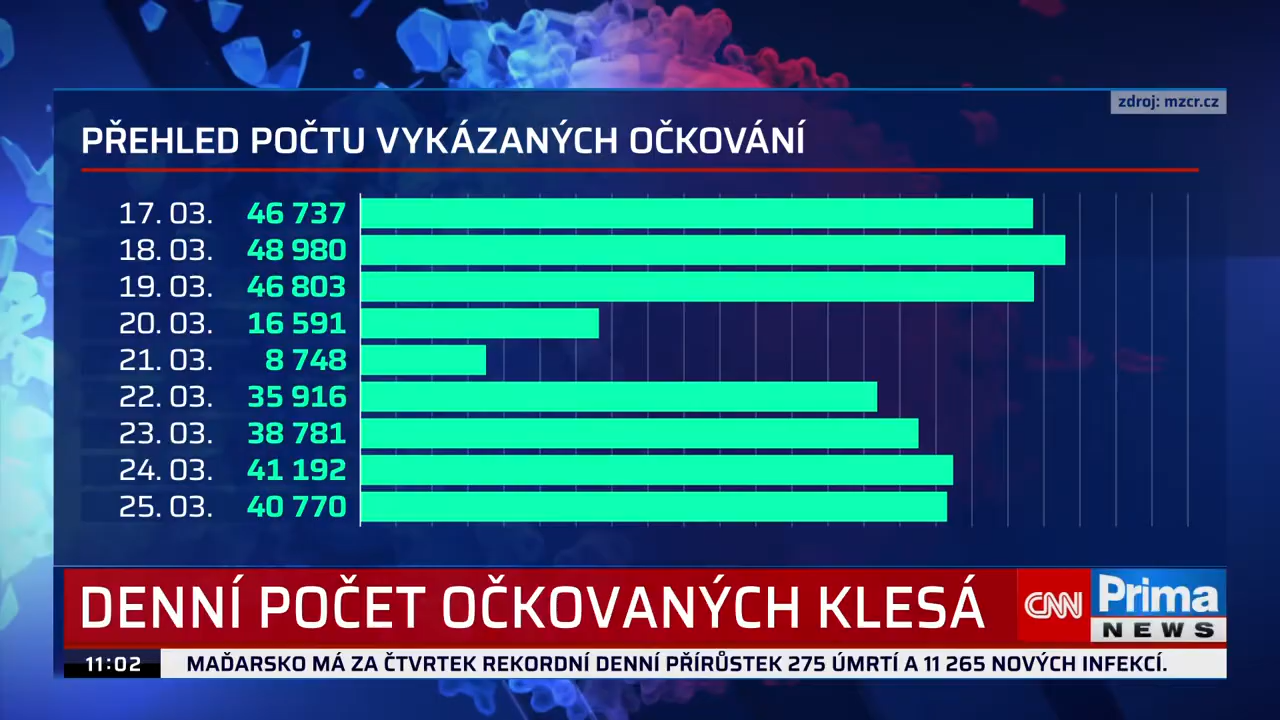 zdroj: mzcr.cz
PŘEHLED POČTU VYKÁZANÝCH OČKOVÁNÍ
17. 03. 46 737
18. 03. 48 980
19. 03. 46 803
20. 03. 16 591
21. 03. 8 748
22. 03. 35 916
23. 03. 38 781
24. 03. 41 192
25. 03. 40 770
DENNÍ POČET OČKOVANÝCH KLESÁ
CNN Prima
NEWS
11:02 MAĎARSKO MÁ ZA ČTVRTEK REKORDNÍ DENNÍ PŘÍRŮSTEK 275 ÚMRTÍ A 11 265 NOVÝCH INFEKCÍ.